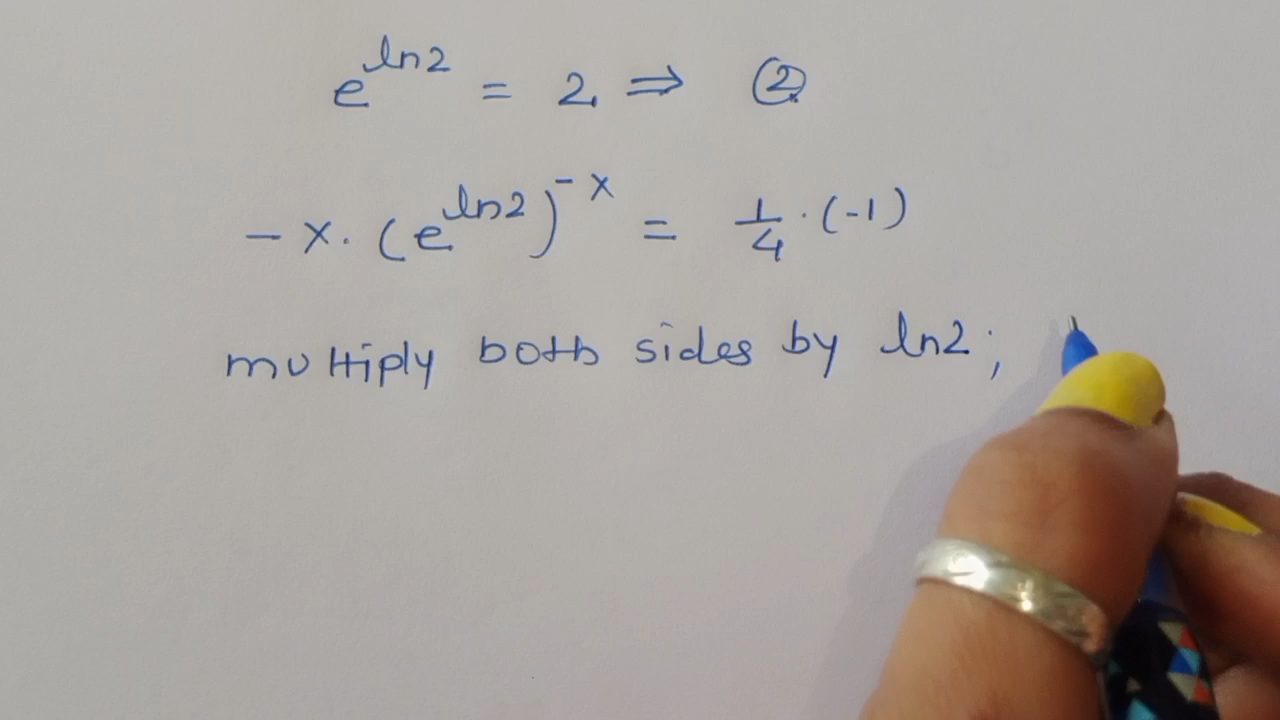 e^ln2 = 2 ⇒ ②
- x. (e^ln2)^-x = 1/4 . (-1)
multiply both sides by ln2;